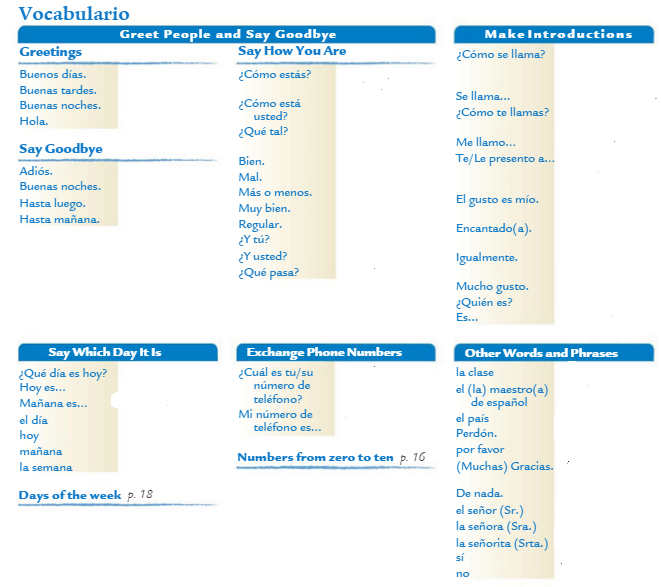 Vocabulario
Greet People and Say Goodbye
Greetings
Buenos días.
Buenas tardes.
Buenas noches.
Hola.
Say Goodbye
Adiós.
Buenas noches.
Hasta luego.
Hasta mañana.
Say How You Are
¿Cómo estás?
¿Cómo está
usted?
¿Qué tal?
Bien.
Mal.
Más o menos.
Muy bien.
Regular.
¿Y tú?
¿Y usted?
¿Qué pasa?
Make Introductions
¿Cómo se llama?
Se llama...
¿Cómo te llamas?
Me llamo...
Te/Le presento a...
El gusto es mío.
Encantado(a).
Igualmente.
Mucho gusto.
¿Quién es?
Es...
Say Which Day It Is
¿Qué día es hoy?
Hoy es...
Mañana es...
el día
hoy
mañana
la semana
Days of the week p. 18
Exchange Phone Numbers
¿Cuál es tu/su
número de
teléfono?
Mi número de
teléfono es...
Numbers from zero to ten p. 16
Other Words and Phrases
la clase
el (la) maestro(a)
de español
el país
Perdón.
por favor
(Muchas) Gracias.
De nada.
el señor (Sr.)
la señora (Sra.)
la señorita (Srta.)
sí
no